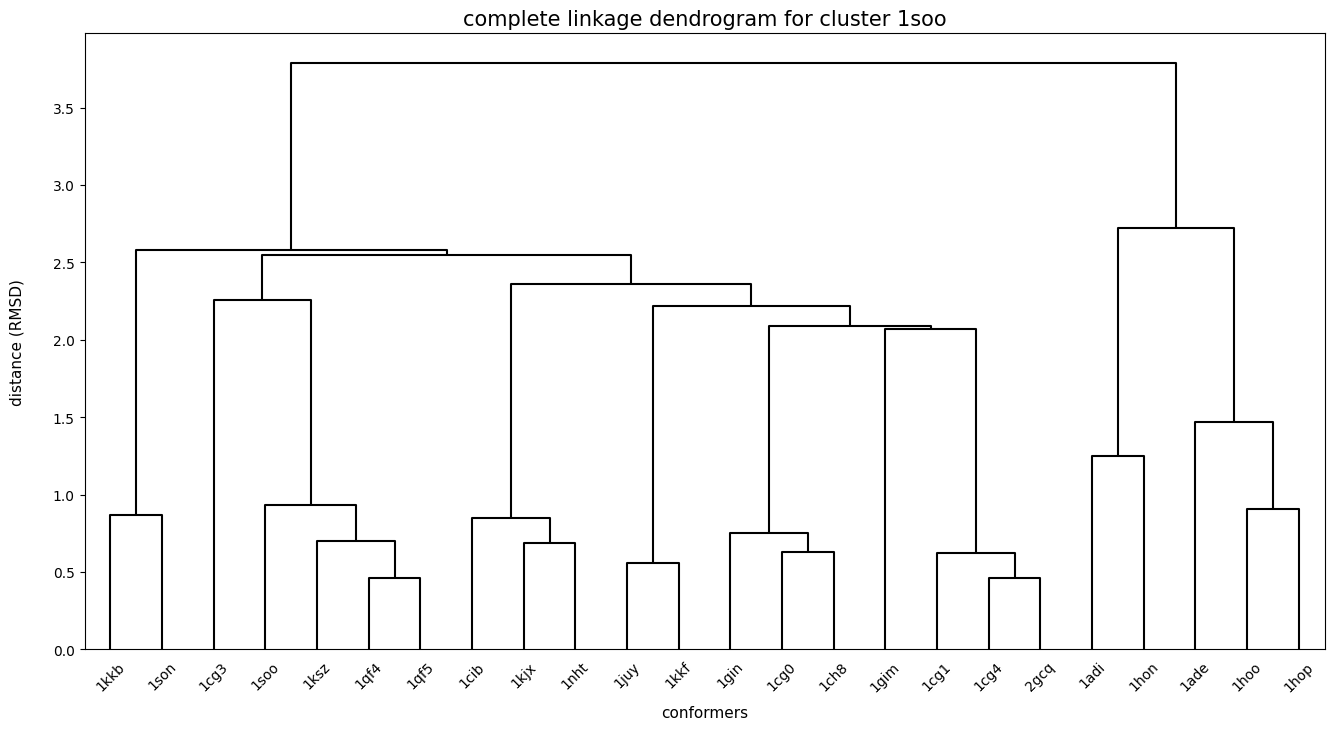 complete linkage dendrogram for cluster 1soo
distance (RMSD)
3.5
3.0
2.5
2.0
1.5
1.0
0.5
0.0
1kkb 1son 1cg3 1soo 1ksz 1qf4 1qf5 1cib 1kjx 1nht 1juy 1kkf 1gin 1cg0 1ch8 1gim 1cg1 1cg4 2gcq 1adi 1hon 1ade 1hoo 1hop
conformers